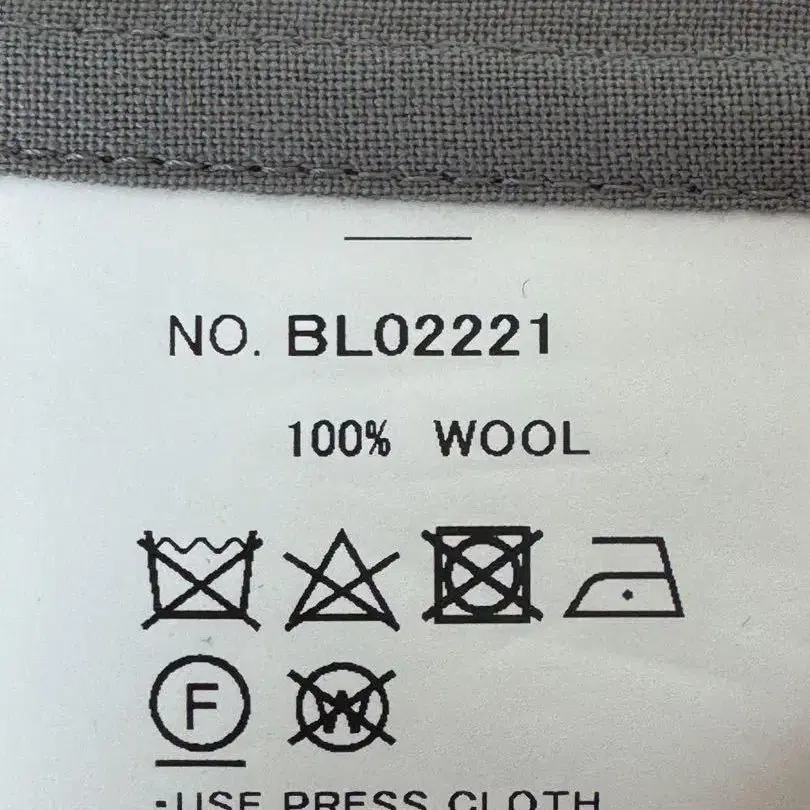 NO. BL02221
100% WOOL
F
W
-USE PRESS CLOTH